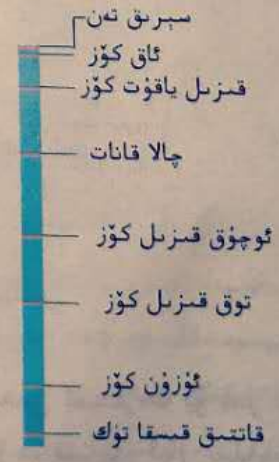 سېرىق تەن
ئاق كۆز
قىزىل ياقۇت كۆز
چالا قانات
ئوچۇق قىزىل كۆز
توق قىزىل كۆز
ئۇزۇن كۆز
قاتتىق قىسقا تۈك